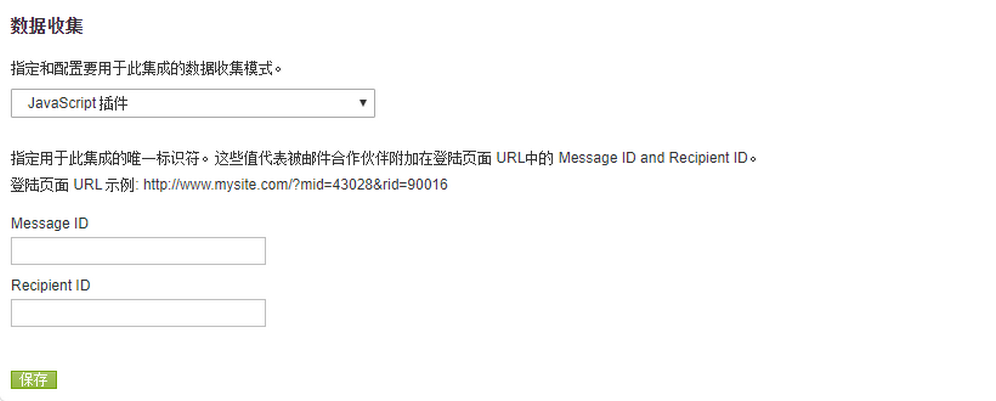 数据收集
指定和配置要用于此集成的数据收集模式。
JavaScript 插件
指定用于此集成的唯一标识符。这些值代表被邮件合作伙伴附加在登陆页面 URL中的 Message ID and Recipient ID。
登陆页面 URL 示例: http://www.mysite.com/?mid=43028&rid=90016
Message ID
Recipient ID
保存